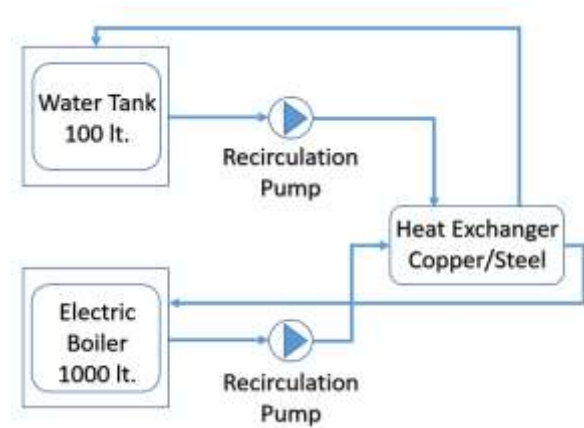 Water Tank
100 lt.
Recirculation
Pump
Heat Exchanger
Copper/Steel
Electric
Boiler
1000 lt.
Recirculation
Pump